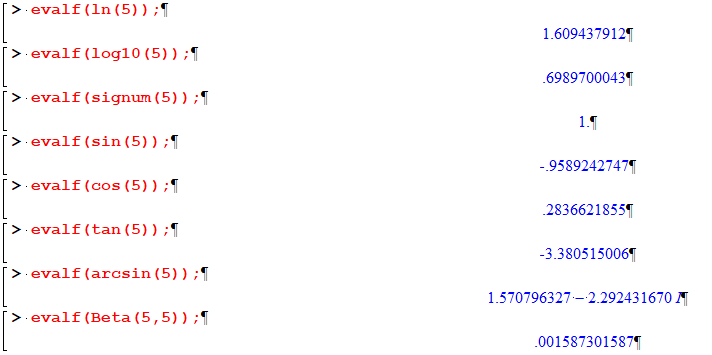 > evalf(ln(5));¶
1.609437912¶
> evalf(log10(5));¶
.6989700043¶
> evalf(signum(5));¶
1.¶
> evalf(sin(5));¶
-.9589242747¶
> evalf(cos(5));¶
.2836621855¶
> evalf(tan(5));¶
-3.380515006¶
> evalf(arcsin(5));¶
1.570796327 − 2.292431670 I¶
> evalf(Beta(5,5));¶
.001587301587¶